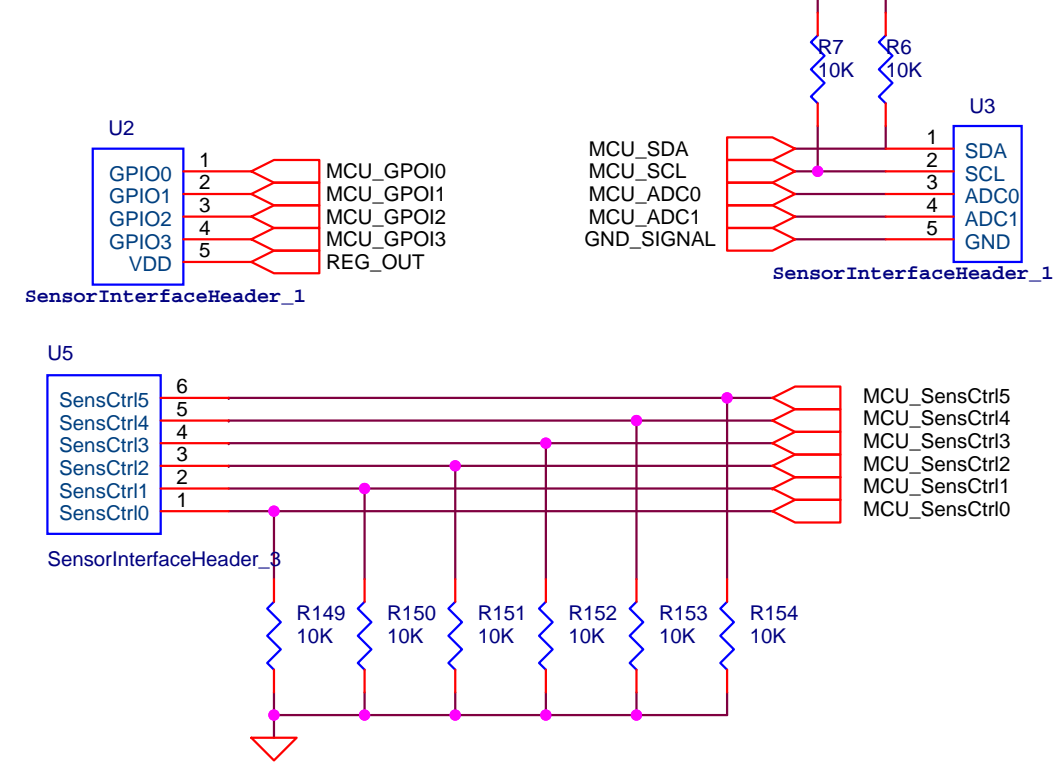 R7
10K
R6
10K
U2
GPIO0
GPIO1
GPIO2
GPIO3
VDD
1
2
3
4
5
MCU_GPOI0
MCU_GPOI1
MCU_GPOI2
MCU_GPOI3
REG_OUT
SensorInterfaceHeader_1
MCU_SDA
MCU_SCL
MCU_ADC0
MCU_ADC1
GND_SIGNAL
U3
1
2
3
4
5
SDA
SCL
ADC0
ADC1
GND
SensorInterfaceHeader_1
U5
SensCtrl5
SensCtrl4
SensCtrl3
SensCtrl2
SensCtrl1
SensCtrl0
6
5
4
3
2
1
MCU_SensCtrl5
MCU_SensCtrl4
MCU_SensCtrl3
MCU_SensCtrl2
MCU_SensCtrl1
MCU_SensCtrl0
SensorInterfaceHeader_3
R149
10K
R150
10K
R151
10K
R152
10K
R153
10K
R154
10K